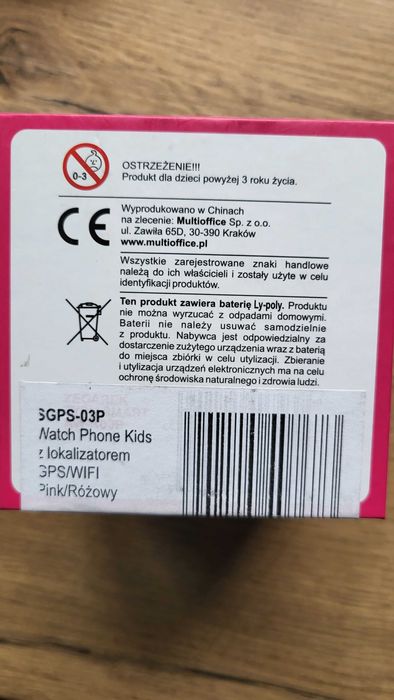 0-3
OSTRZEŻENIE!!!
Produkt dla dzieci powyżej 3 roku życia.
CE
Wyprodukowano w Chinach
na zlecenie: Multioffice Sp. z o.o.
ul. Zawiła 65D, 30-390 Kraków
www.multioffice.pl
Wszystkie zarejestrowane znaki handlowe
należą do ich właścicieli i zostały użyte w celu
identyfikacji produktów.
Ten produkt zawiera baterię Ly-poly. Produktu
nie można wyrzucać z odpadami domowymi.
Baterii nie należy usuwać samodzielnie
z produktu. Nabywca jest odpowiedzialny za
dostarczenie zużytego urządzenia wraz z baterią
do miejsca zbiórki w celu utylizacji. Zbieranie
i utylizacja urządzeń elektronicznych ma na celu
ochronę środowiska naturalnego i zdrowia ludzi.
SGPS-03P
Watch Phone Kids
z lokalizatorem
GPS/WIFI
Pink/Różowy